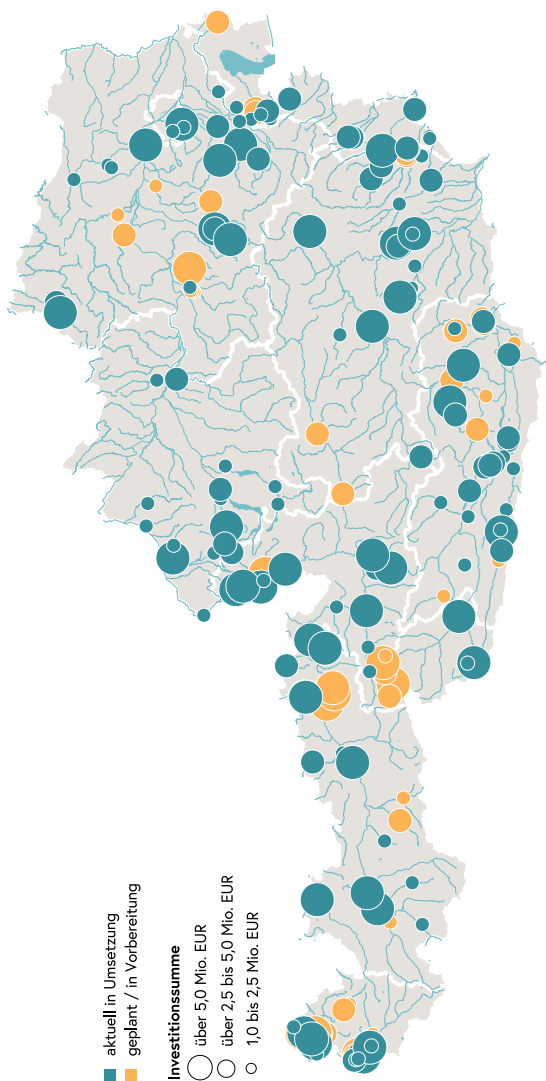 aktuell in Umsetzung
geplant / in Vorbereitung
Investitionssumme
über 5,0 Mio. EUR
über 2,5 bis 5,0 Mio. EUR
1,0 bis 2,5 Mio. EUR